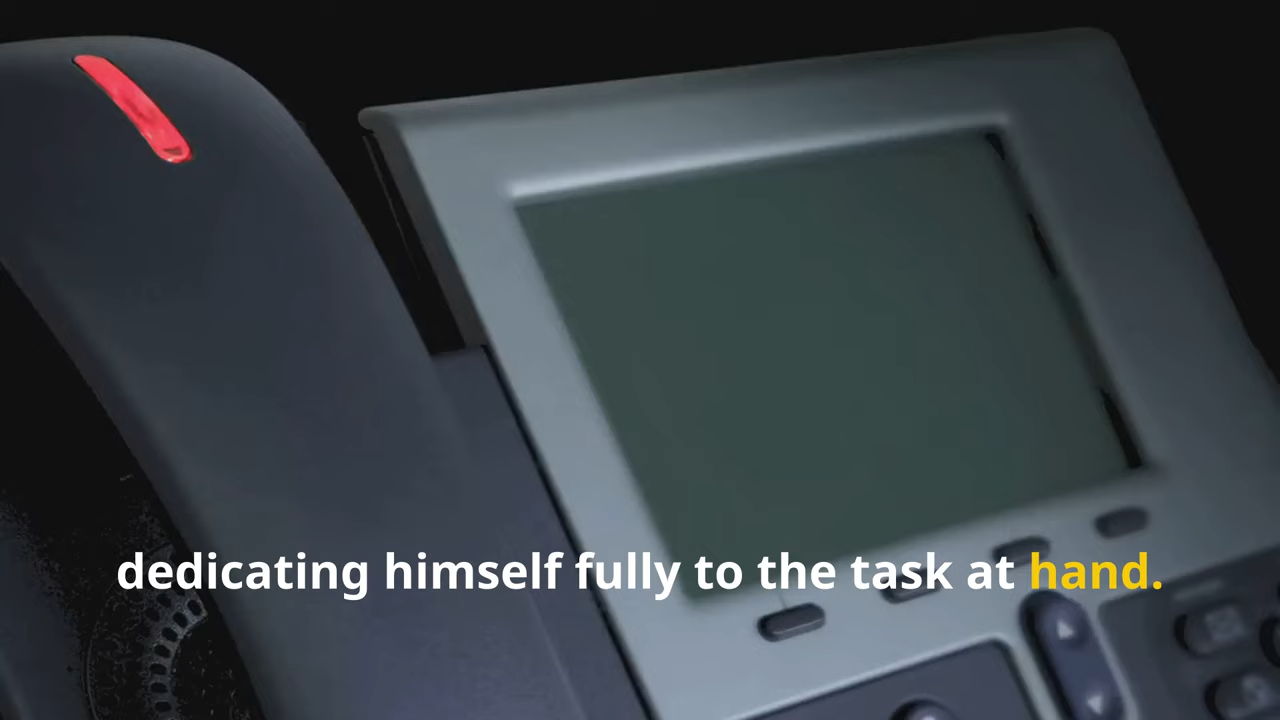 dedicating himself fully to the task at hand.